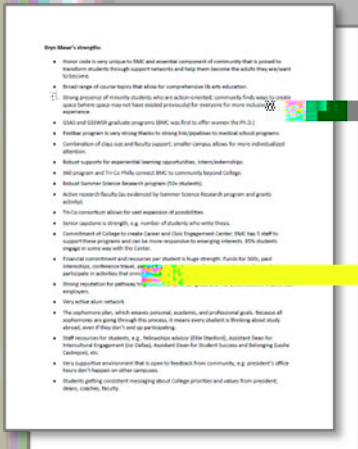 Bryn Mawr's strengths:
• Honor code is very unique to BMC and essential component of community that is poised to
transform students through support networks and help them become the adults they are/want
to become.
• Broad range of course topics that allow for comprehensive lib arts education.
• Strong presence of minority students who are action-oriented; community finds ways to create
space (where space may not have existed previously) for everyone for more inclusive
experience.
• GSAS and GSSWSR graduate programs (BMC was first to offer women the Ph.D.)
• Postbac program is very strong thanks to strong link/pipelines to medical school programs.
• Combination of class size and faculty support; smaller campus allows for more individualized
attention.
• Robust supports for experiential learning opportunities, intern/externships.
• 360 program and Tri-Co Philly connect BMC to community beyond College.
• Robust Summer Science Research program (50+ students).
• Active research faculty (as evidenced by Summer Science Research program and grants
activity)
• Tri-Co consortium allows for vast expansion of possibilities.
• Senior capstone is strength, e.g. number of students who write thesis.
• Commitment of College to create Career and Civic Engagement Center. BMC has 5 staff to
support these programs and can be more responsive to emerging interests. 85% students
engage in some way with the Center.
• Financial commitment and resources per student is huge strength. Funds for 360s, paid
internships, conference travel,
participate in activities that
• Strong reputation for pathway to
employers.
• Very active alum network
• The sophomore plan, which weaves personal, academic, and professional goals. Because all
sophomores are going through this process, it means every student is thinking about study
abroad, even if they don't end up participating.
• Staff resources for students, e.g., fellowships advisor (Ellie Stanford), Assistant Dean for
Intercultural Engagement (Joi Dallas), Assistant Dean for Student Success and Belonging (Leslie
etc.
• Very supportive environment that is open to feedback from community, e.g. president's office
hours don't happen on other campuses.
• Students getting consistent messaging about College priorities and values from president,
deans, coaches, faculty.